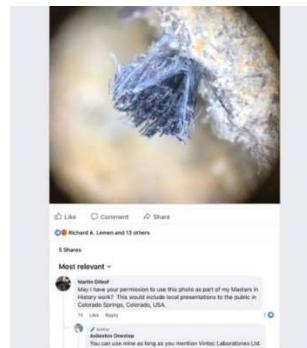 Like Comment Share
Richard A. Lemen and 13 others
5 Shares
Most relevant
Martin Ditkof
May I have your permission to use this photo as part of my Masters in
History work? This would include local presentations to the public in
Colorado Springs, Colorado, USA.
Like Reply
Author
Asbestos Onestop
You can use mine as long as you mention Vintec Laboratories Ltd.